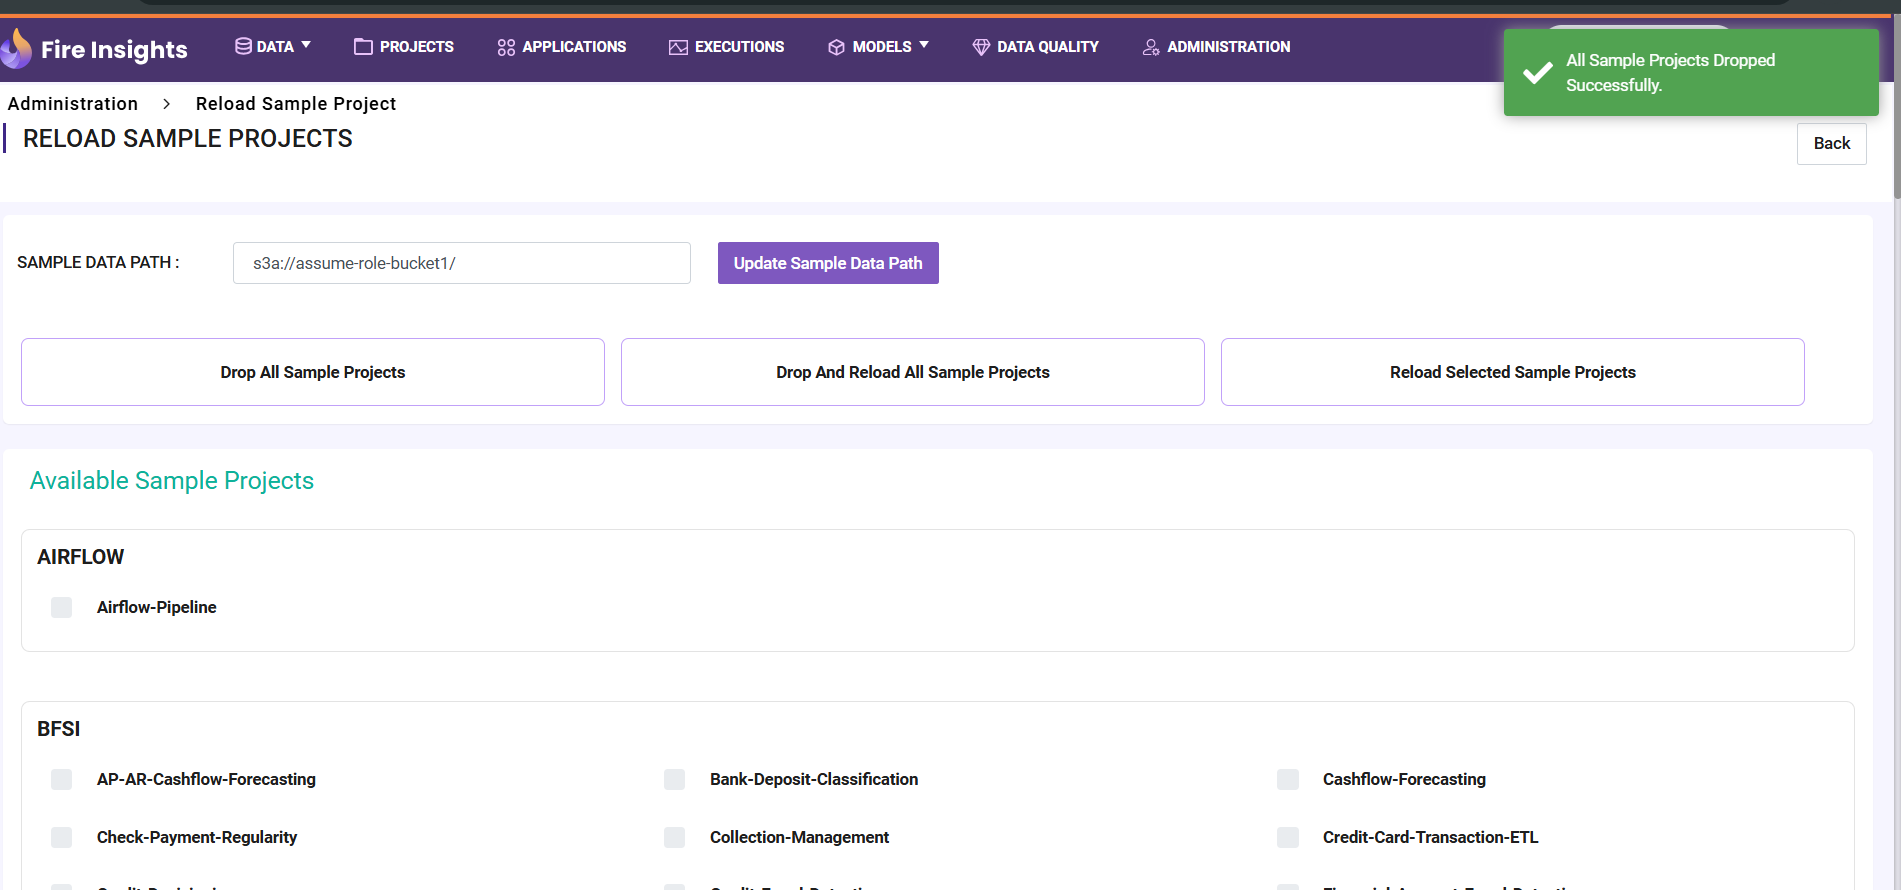 Fire Insights
DATA
PROJECTS
APPLICATIONS
EXECUTIONS
MODELS
DATA QUALITY
ADMINISTRATION
All Sample Projects Dropped
Successfully.
Administration > Reload Sample Project
RELOAD SAMPLE PROJECTS
Back
SAMPLE DATA PATH :
s3a://assume-role-bucket1/
Update Sample Data Path
Drop All Sample Projects
Drop And Reload All Sample Projects
Reload Selected Sample Projects
Available Sample Projects
AIRFLOW
Airflow-Pipeline
BFSI
AP-AR-Cashflow-Forecasting
Bank-Deposit-Classification
Cashflow-Forecasting
Check-Payment-Regularity
Collection-Management
Credit-Card-Transaction-ETL